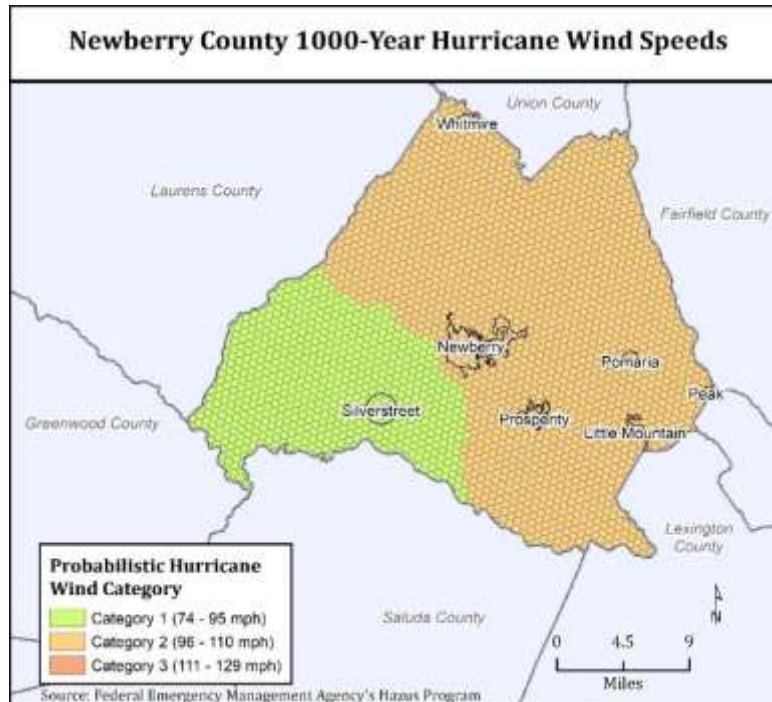 Newberry County 1000-Year Hurricane Wind Speeds
Union County
Whitmire
Laurens County
Fairfield County
Newberry
Pomaria
Peak
Silverstreet
Prosperity
Greenwood County
Little Mountain
Lexington
County
Probabilistic Hurricane
Wind Category
Category 1 (74 - 95 mph)
Category 2 (96 - 110 mph)
Category 3 (111 - 129 mph)
Saluda County
N
0 4.5 9
Miles
Source: Federal Emergency Management Agency's Hazus Program